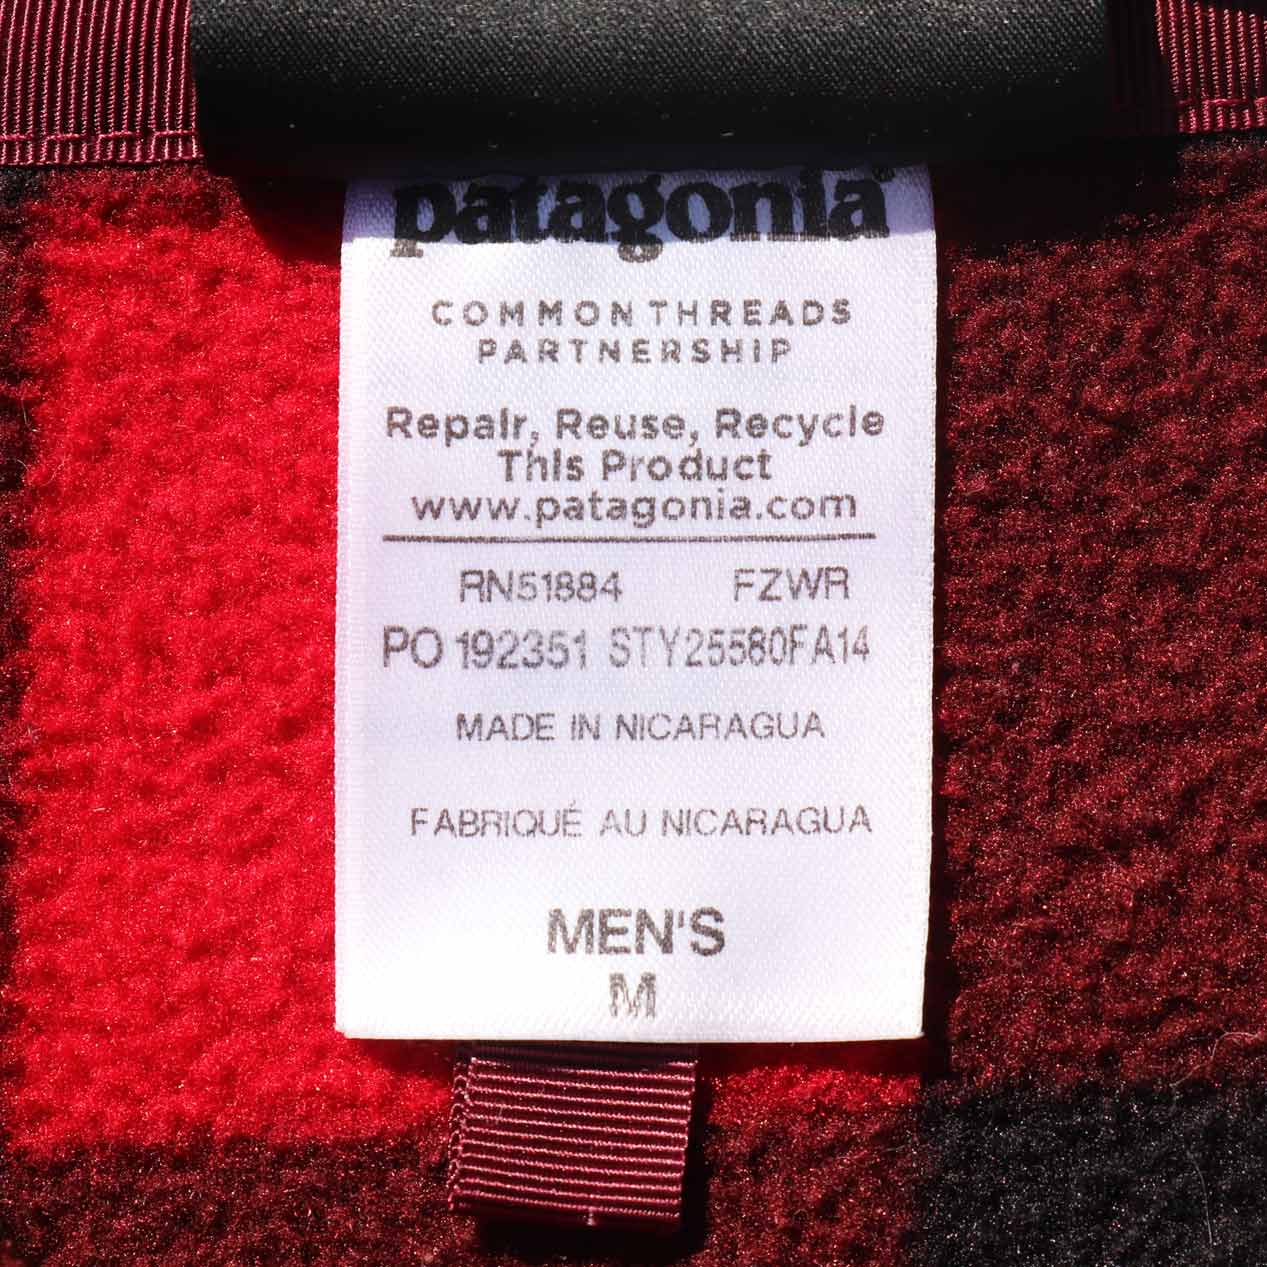 patagonia®
COMMON THREADS
PARTNERSHIP
Repair, Reuse, Recycle
This Product
www.patagonia.com
RN51884 FZWR
PO 192351 STY25580FA14
MADE IN NICARAGUA
FABRIQUÉ AU NICARAGUA
MEN'S
M